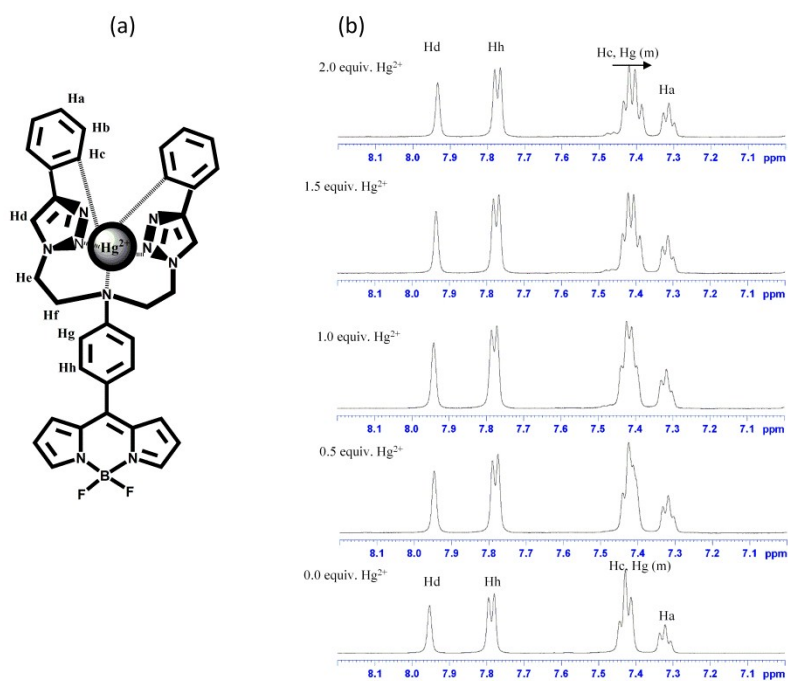 (a)
Ha
Hb
Hc
Hd
N
N
N
Hg2+
N
N
N
He
Hf
N
Hg
Hh
N
N
B
F
F
(b)
Hd Hh Hc, Hg (m)
2.0 equiv. Hg2+
Ha
8.1 8.0 7.9 7.8 7.7 7.6 7.5 7.4 7.3 7.2 7.1 ppm
1.5 equiv. Hg2+
8.1 8.0 7.9 7.8 7.7 7.6 7.5 7.4 7.3 7.2 7.1 ppm
1.0 equiv. Hg2+
8.1 8.0 7.9 7.8 7.7 7.6 7.5 7.4 7.3 7.2 7.1 ppm
0.5 equiv. Hg2+
8.1 8.0 7.9 7.8 7.7 7.6 7.5 7.4 7.3 7.2 7.1 ppm
Hc, Hg (m)
0.0 equiv. Hg2+
Hd Hh
Ha
8.1 8.0 7.9 7.8 7.7 7.6 7.5 7.4 7.3 7.2 7.1 ppm